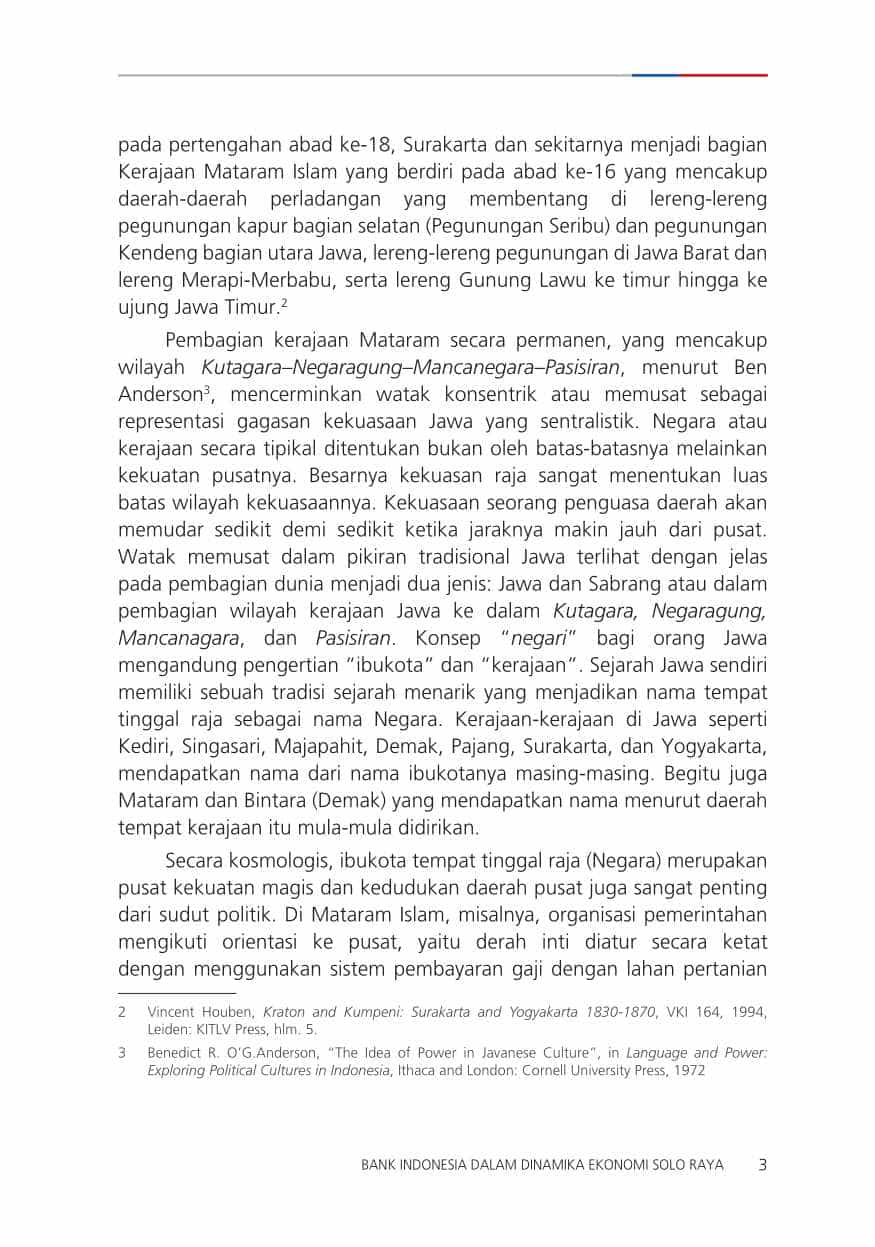 pada pertengahan abad ke-18, Surakarta dan sekitarnya menjadi bagian
Kerajaan Mataram Islam yang berdiri pada abad ke-16 yang mencakup
daerah-daerah perladangan yang membentang di lereng-lereng
pegunungan kapur bagian selatan (Pegunungan Seribu) dan pegunungan
Kendeng bagian utara Jawa, lereng-lereng pegunungan di Jawa Barat dan
lereng Merapi-Merbabu, serta lereng Gunung Lawu ke timur hingga ke
ujung Jawa Timur.²
Pembagian kerajaan Mataram secara permanen, yang mencakup
wilayah Kutagara–Negaragung–Mancanegara–Pasisiran, menurut Ben
Anderson³, mencerminkan watak konsentrik atau memusat sebagai
representasi gagasan kekuasaan Jawa yang sentralistik. Negara atau
kerajaan secara tipikal ditentukan bukan oleh batas-batasnya melainkan
kekuatan pusatnya. Besarnya kekuasan raja sangat menentukan luas
batas wilayah kekuasaannya. Kekuasaan seorang penguasa daerah akan
memudar sedikit demi sedikit ketika jaraknya makin jauh dari pusat.
Watak memusat dalam pikiran tradisional Jawa terlihat dengan jelas
pada pembagian dunia menjadi dua jenis: Jawa dan Sabrang atau dalam
pembagian wilayah kerajaan Jawa ke dalam Kutagara, Negaragung,
Mancanagara, dan Pasisiran. Konsep “negari” bagi orang Jawa
mengandung pengertian “ibukota” dan “kerajaan”. Sejarah Jawa sendiri
memiliki sebuah tradisi sejarah menarik yang menjadikan nama tempat
tinggal raja sebagai nama Negara. Kerajaan-kerajaan di Jawa seperti
Kediri, Singasari, Majapahit, Demak, Pajang, Surakarta, dan Yogyakarta,
mendapatkan nama dari nama ibukotanya masing-masing. Begitu juga
Mataram dan Bintara (Demak) yang mendapatkan nama menurut daerah
tempat kerajaan itu mula-mula didirikan.
Secara kosmologis, ibukota tempat tinggal raja (Negara) merupakan
pusat kekuatan magis dan kedudukan daerah pusat juga sangat penting
dari sudut politik. Di Mataram Islam, misalnya, organisasi pemerintahan
mengikuti orientasi ke pusat, yaitu derah inti diatur secara ketat
dengan menggunakan sistem pembayaran gaji dengan lahan pertanian
2 Vincent Houben, Kraton and Kumpeni: Surakarta and Yogyakarta 1830-1870, VKI 164, 1994,
Leiden: KITLV Press, hlm. 5.
3 Benedict R. O’G.Anderson, “The Idea of Power in Javanese Culture”, in Language and Power:
Exploring Political Cultures in Indonesia, Ithaca and London: Cornell University Press, 1972
BANK INDONESIA DALAM DINAMIKA EKONOMI SOLO RAYA 3